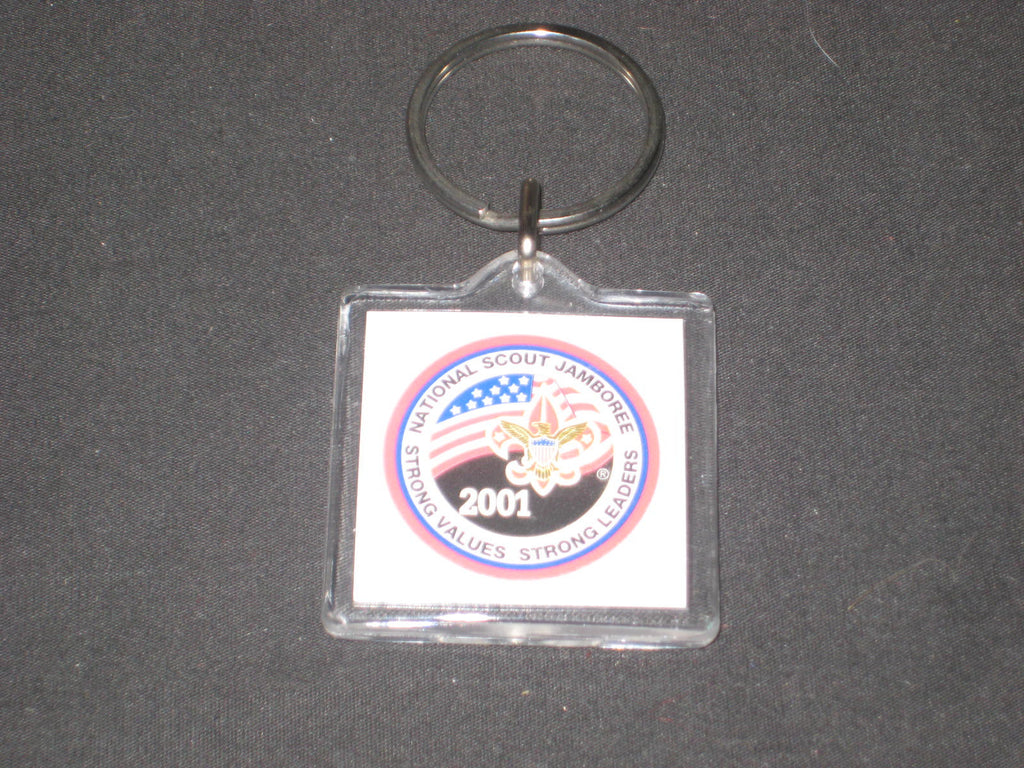 NATIONAL SCOUT JAMBOREE
2001
®
STRONG VALUES STRONG LEADERS